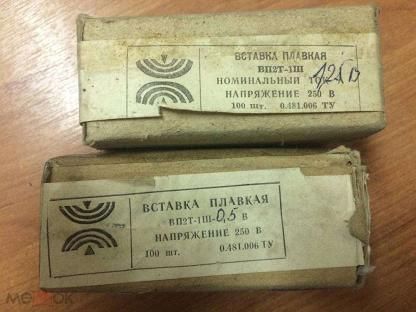 ВСТАВКА ПЛАВКАЯ
ВП2Т-1Ш
НОМИНАЛЬНЫЙ
НАПРЯЖЕНИЕ 250 В
100 шт. 0.481.006 ТУ
ВСТАВКА ПЛАВКАЯ
ВП2Т-1Ш-0,5 В
НАПРЯЖЕНИЕ 250 В
100 шт. 0.481.006 ТУ